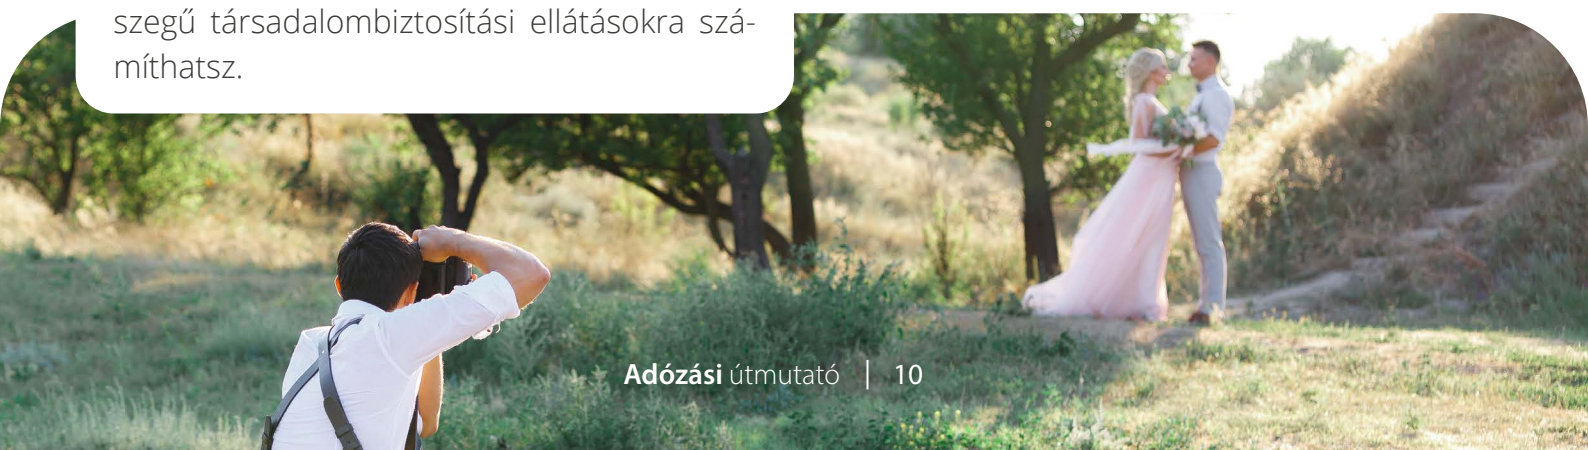 szegű társadalombiztosítási ellátásokra szá-
míthatsz.
Adózási útmutató | 10